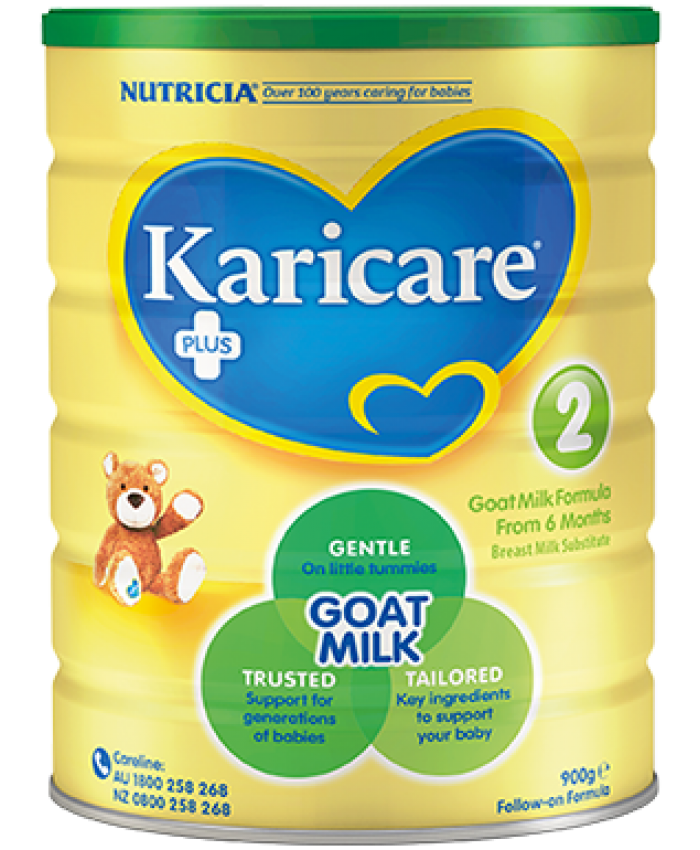 NUTRICIA® Over 100 years caring for babies
Karicare®
PLUS
2
Goat Milk Formula
From 6 Months
Breast Milk Substitute
GENTLE
On little tummies
GOAT
MILK
TRUSTED
Support for
generations
of babies
TAILORED
Key ingredients
to support
your baby
Careline:
AU 1800 258 268
NZ 0800 258 268
900g ℮
Follow-on Formula